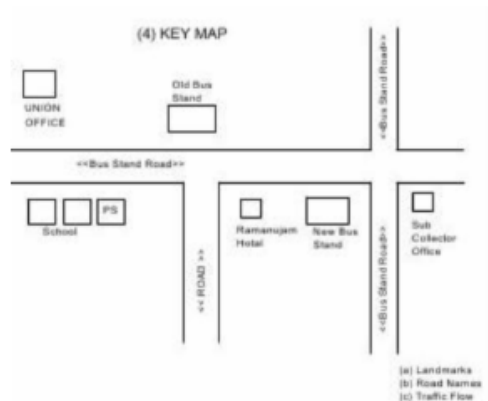 (4) KEY MAP
<<Bus Stand Road>>
Old Bus
Stand
UNION
OFFICE
<<Bus Stand Road>>
PS
School
<< ROAD >>
Ramanujam
Hotal
New Bus
Stand
<<Bus Stand Road>>
Sub
Collector
Office
(a) Landmarks
(b) Road Names
(c) Traffic Flow